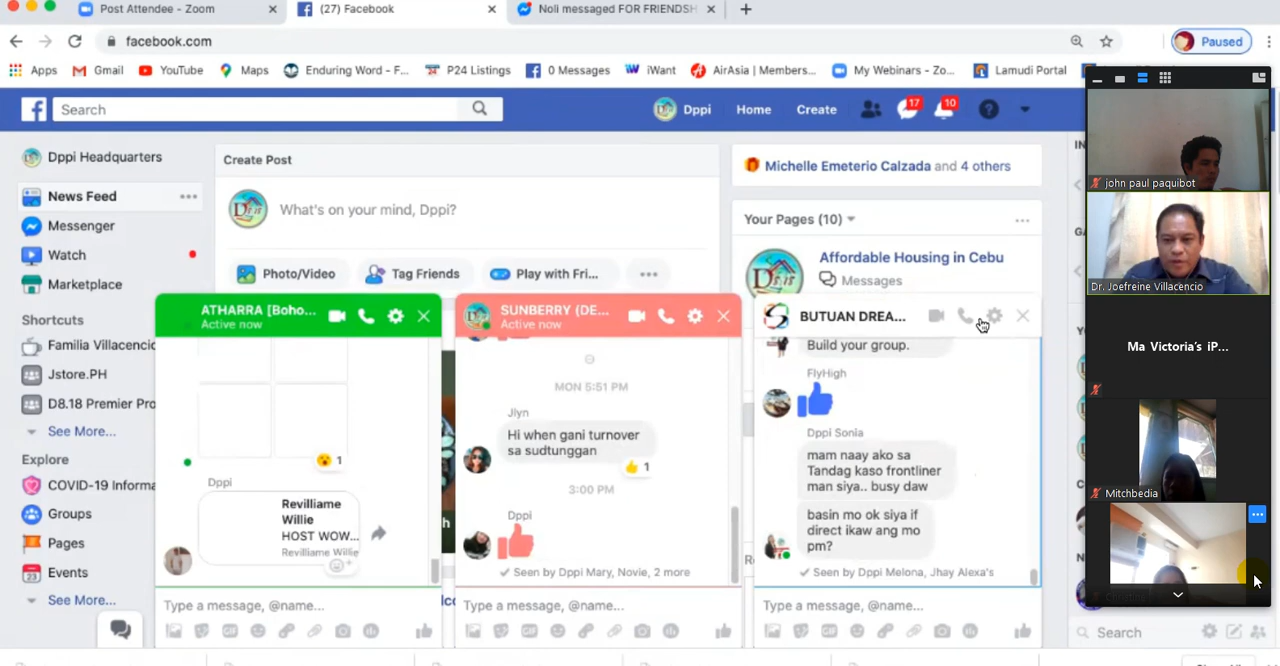 Post Attendee - Zoom
(27) Facebook
Noli messaged FOR FRIENDSH
facebook.com
Paused
Apps
Gmail
YouTube
Maps
Enduring Word - F...
P24 Listings
0 Messages
iWant
AirAsia | Members...
My Webinars - Zo...
Lamudi Portal
Search
Dppi
Home
Create
17
10
Dppi Headquarters
News Feed
Messenger
Watch
Marketplace
Shortcuts
Familia Villacencio
Jstore.PH
D8.18 Premier Pro
See More...
Explore
COVID-19 Informa
Groups
Pages
Events
See More...
Create Post
What's on your mind, Dppi?
Photo/Video
Tag Friends
Play with Fri...
Michelle Emeterio Calzada and 4 others
Your Pages (10)
Affordable Housing in Cebu
Messages
ATHARRA [Boho...
Active now
1
Dppi
Revilliame
Willie
HOST WOW...
Revilliame Willie
Type a message, @name...
SUNBERRY (DE...
Active now
MON 5:51 PM
Jlyn
Hi when gani turnover
sa sudtunggan
1
3:00 PM
Dppi
Seen by Dppi Mary, Novie, 2 more
Type a message, @name...
BUTUAN DREA...
Build your group.
FlyHigh
Dppi Sonia
mam naay ako sa
Tandag kaso frontliner
man siya.. busy daw
basin mo ok siya if
direct ikaw ang mo
pm?
Seen by Dppi Melona, Jhay Alexa's
Type a message, @name...
john paul paquibot
Dr. Joefreine Villacencio
Ma Victoria's iP...
Mitchbedia
Search